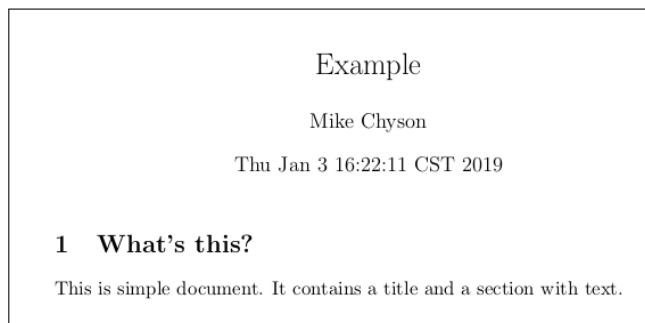 Example
Mike Chyson
Thu Jan 3 16:22:11 CST 2019
1 What's this?
This is simple document. It contains a title and a section with text.